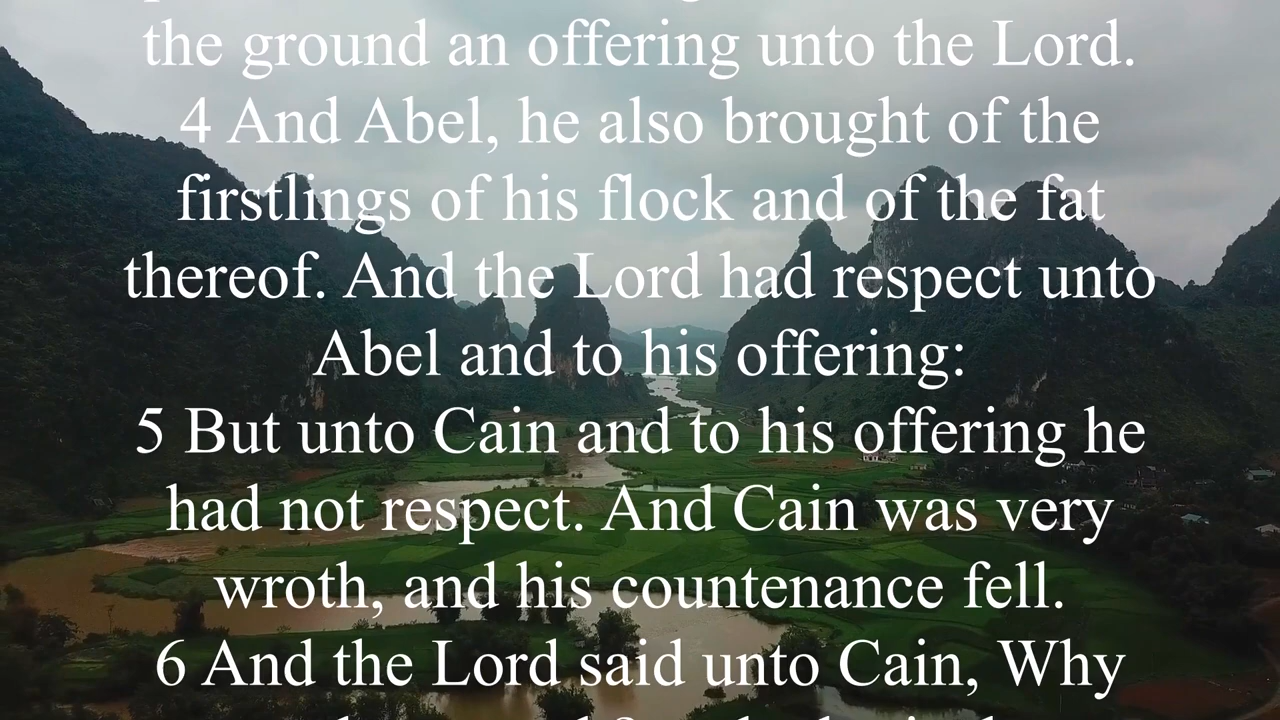 the ground an offering unto the Lord.
4 And Abel, he also brought of the
firstlings of his flock and of the fat
thereof. And the Lord had respect unto
Abel and to his offering:
5 But unto Cain and to his offering he
had not respect. And Cain was very
wroth, and his countenance fell.
6 And the Lord said unto Cain, Why